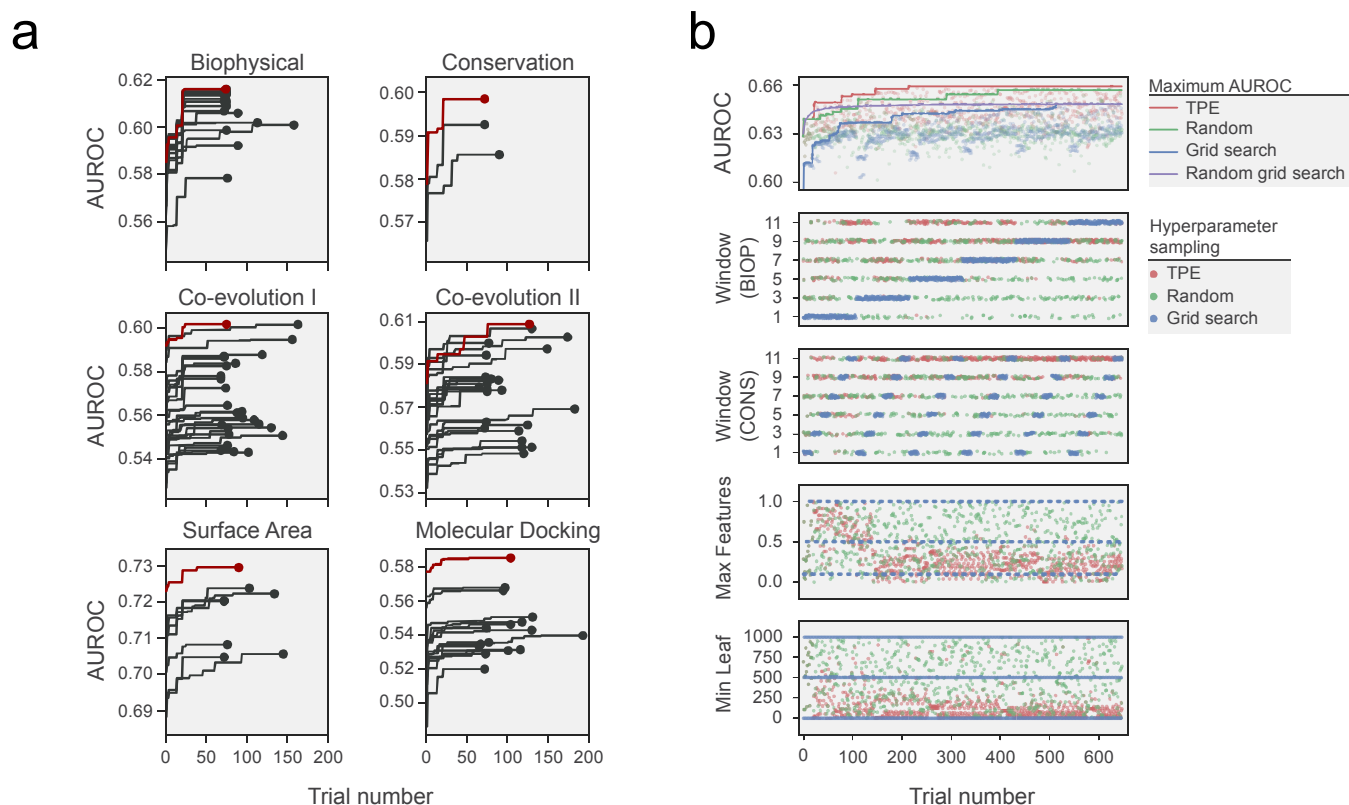 a
Biophysical
AUROC
0.62
0.60
0.58
0.56
Conservation
0.60
0.59
0.58
0.57
Co-evolution I
AUROC
0.60
0.58
0.56
0.54
Co-evolution II
0.61
0.59
0.57
0.55
0.53
Surface Area
AUROC
0.73
0.72
0.71
0.70
0.69
0 50 100 150 200
Molecular Docking
0.58
0.56
0.54
0.52
0.50
0 50 100 150 200
Trial number
b
AUROC
0.66
0.63
0.60
Window
(BIOP)
11
9
7
5
3
1
Window
(CONS)
11
9
7
5
3
1
Max Features
1.0
0.5
0.0
Min Leaf
1000
750
500
250
0
0 100 200 300 400 500 600
Trial number
Maximum AUROC
TPE
Random
Grid search
Random grid search
Hyperparameter
sampling
TPE
Random
Grid search